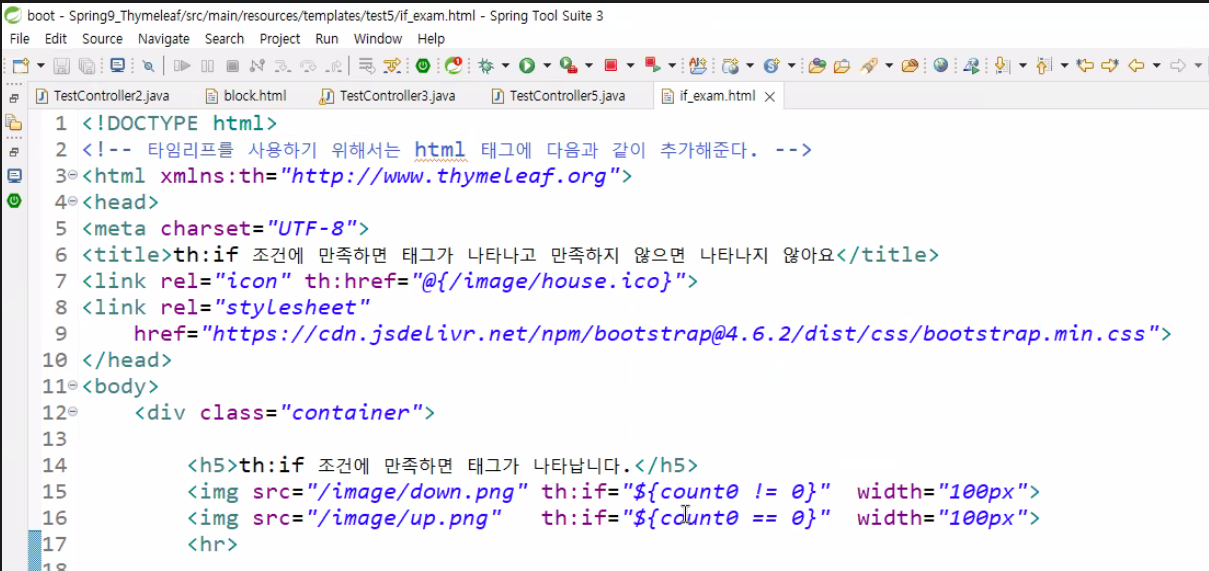 boot - Spring9_Thymeleaf/src/main/resources/templates/test5/if_exam.html - Spring Tool Suite 3
File Edit Source Navigate Search Project Run Window Help
TestController2.java block.html TestController3.java TestController5.java if_exam.html
1 <!DOCTYPE html>
2 <!-- 타임리프를 사용하기 위해서는 html 태그에 다음과 같이 추가해준다. -->
3 <html xmlns:th="http://www.thymeleaf.org">
4 <head>
5 <meta charset="UTF-8">
6 <title>th:if 조건에 만족하면 태그가 나타나고 만족하지 않으면 나타나지 않아요</title>
7 <link rel="icon" th:href="@{/image/house.ico}">
8 <link rel="stylesheet"
9 href="https://cdn.jsdelivr.net/npm/bootstrap@4.6.2/dist/css/bootstrap.min.css">
10 </head>
11 <body>
12 <div class="container">
13
14 <h5>th:if 조건에 만족하면 태그가 나타납니다.</h5>
15 <img src="/image/down.png" th:if="${count0 != 0}" width="100px">
16 <img src="/image/up.png" th:if="${count0 == 0}" width="100px">
17 <hr>
18